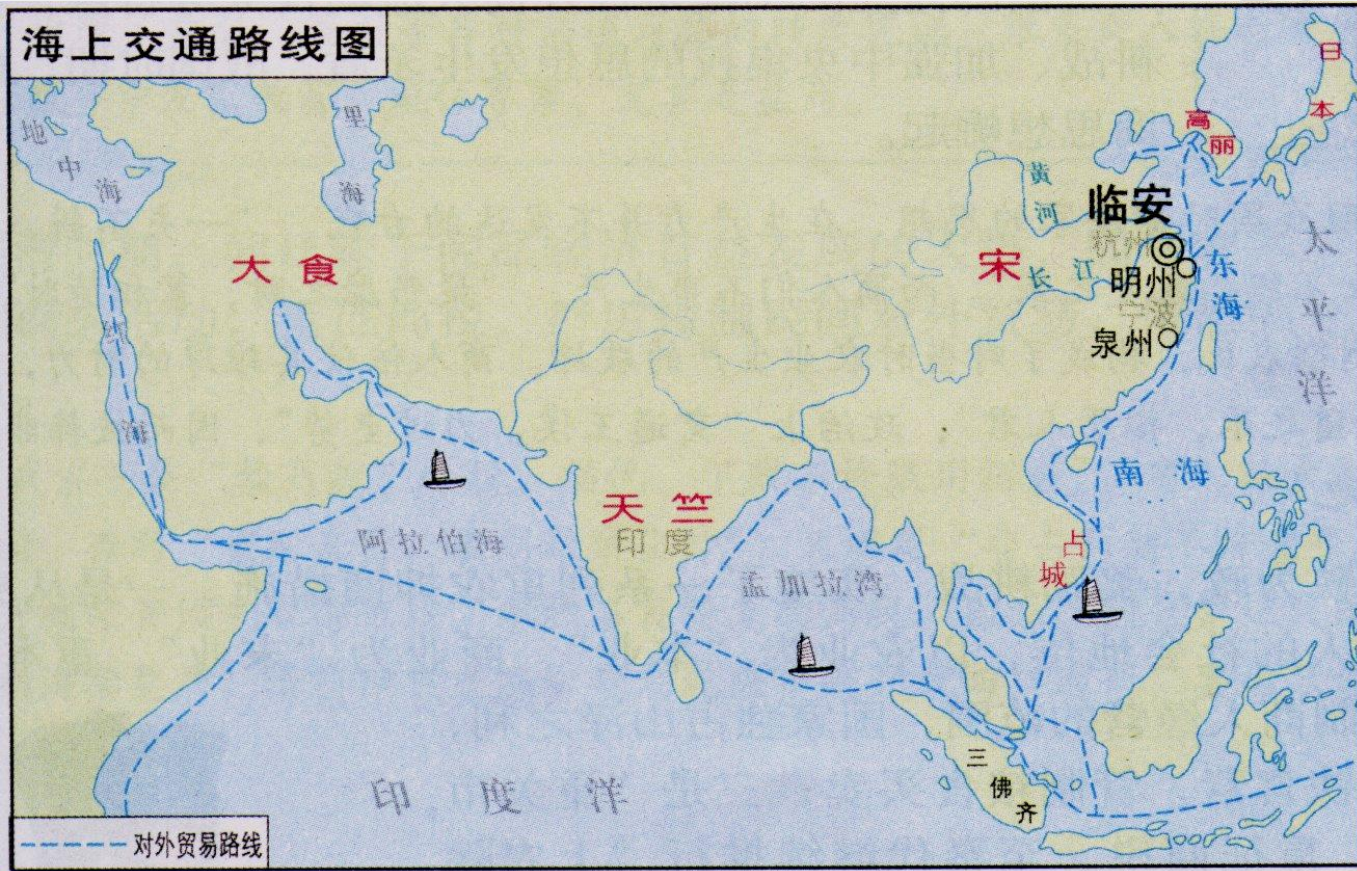 海上交通路线图
日本
高丽
地中海
里海
黄河
临安
杭州
太平洋
大食
宋
长江
东海
明州
宁波
红海
泉州
南海
天竺
印度
阿拉伯海
孟加拉湾
占城
三佛齐
印度洋
对外贸易路线